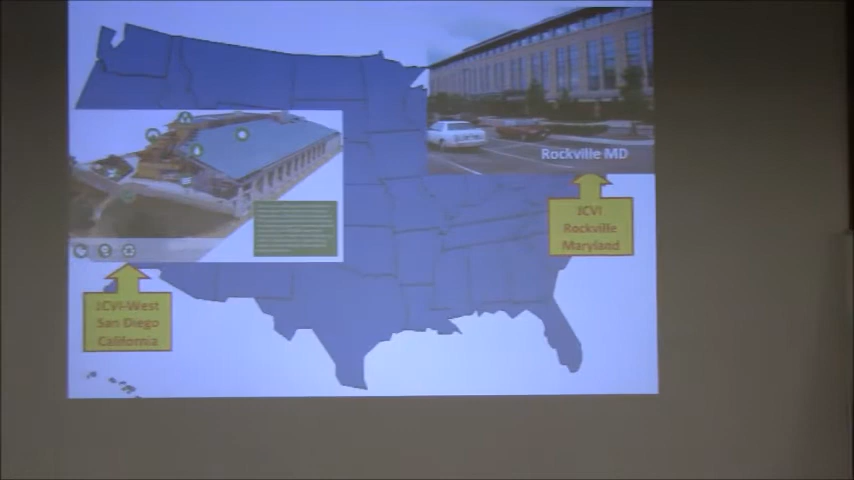 Rockville MD
JCVI
Rockville
Maryland
JCVI-West
San Diego
California